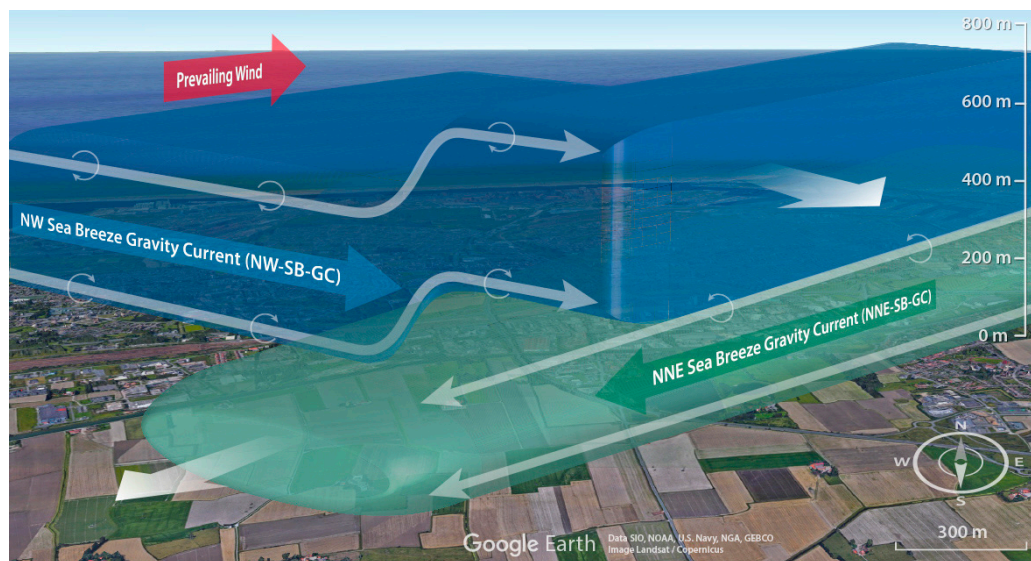 800 m
Prevailing Wind
600 m
400 m
NW Sea Breeze Gravity Current (NW-SB-GC)
200 m
NNE Sea Breeze Gravity Current (NNE-SB-GC)
0 m
N
W E
S
300 m
Google Earth
Data SIO, NOAA, U.S. Navy, NGA, GEBCO
Image Landsat / Copernicus